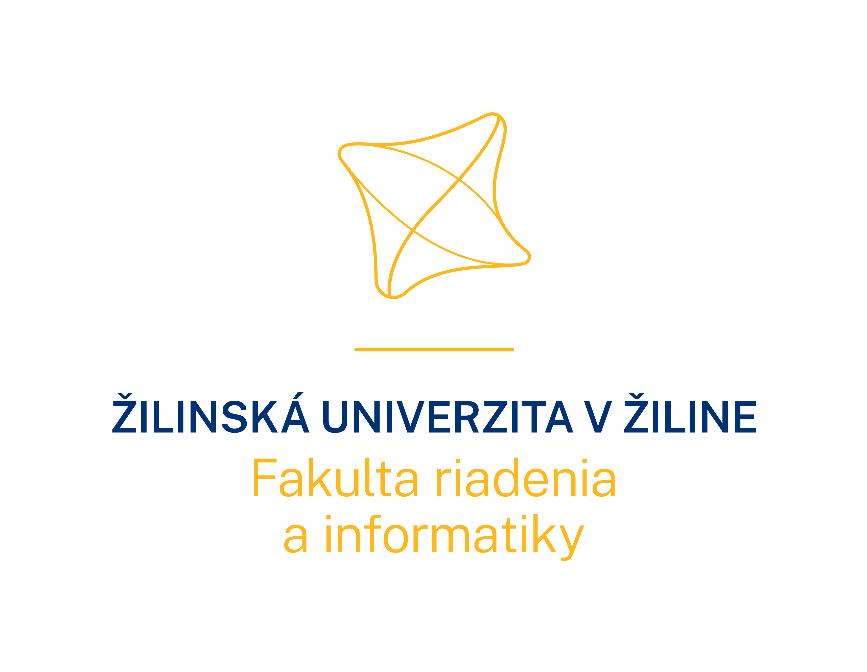 ŽILINSKÁ UNIVERZITA V ŽILINE
Fakulta riadenia
a informatiky